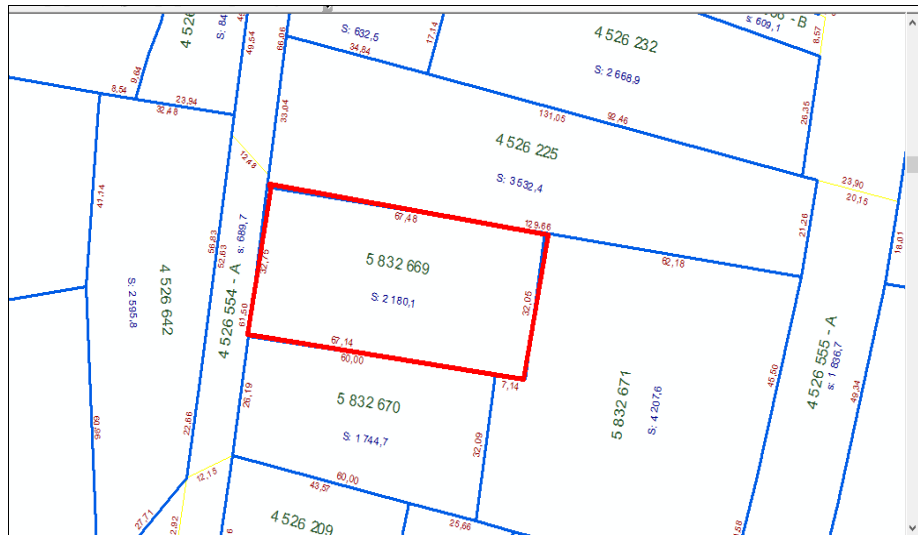 4 526
S: 84
49,54
66,06
S: 632,5
17,14
34,84
4 526 232
S: 2 668,9
- B
s: 609,1
8,57
9,64
8,54
23,94
32,48
33,04
131,05
92,46
26,35
12,48
4 526 225
S: 3 532,4
23,90
20,15
41,14
56,83
52,63
s: 689,7
4 526 554 - A
67,48
129,66
21,26
18,01
32,75
5 832 669
S: 2 180,1
62,18
32,05
4 526 642
S: 2 595,8
61,50
67,14
60,00
7,14
4 526 555 - A
s: 1 836,7
45,50
49,34
26,19
5 832 670
S: 1 744,7
5 832 671
S: 4 207,6
96,09
22,66
32,09
12,15
60,00
43,57
27,71
2,92
4 526 209
25,66
,58